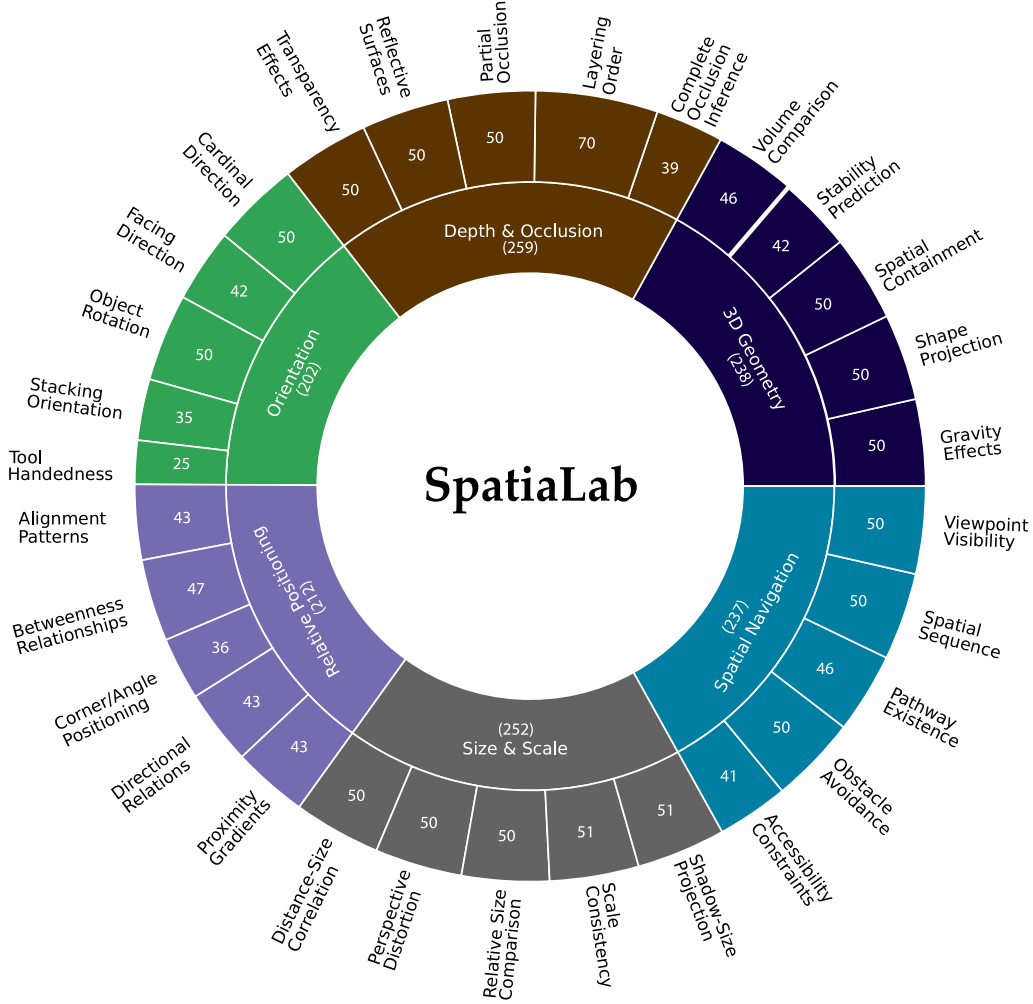 SpatiaLab
Depth & Occlusion
(259)
Transparency
Effects
50
Reflective
Surfaces
50
Partial
Occlusion
50
Layering
Order
70
Complete
Occlusion
Inference
39
3D Geometry
(238)
Volume
Comparison
46
Stability
Prediction
42
Spatial
Containment
50
Shape
Projection
50
Gravity
Effects
50
(237)
Spatial Navigation
Viewpoint
Visibility
50
Spatial
Sequence
50
Pathway
Existence
46
Obstacle
Avoidance
50
Accessibility
Constraints
41
(252)
Size & Scale
Shadow-Size
Projection
51
Scale
Consistency
51
Relative Size
Comparison
50
Perspective
Distortion
50
Distance-Size
Correlation
50
Relative Positioning
(212)
Proximity
Gradients
43
Directional
Relations
43
Corner/Angle
Positioning
36
Betweenness
Relationships
47
Alignment
Patterns
43
Orientation
(202)
Tool
Handedness
25
Stacking
Orientation
35
Object
Rotation
50
Facing
Direction
42
Cardinal
Direction
50